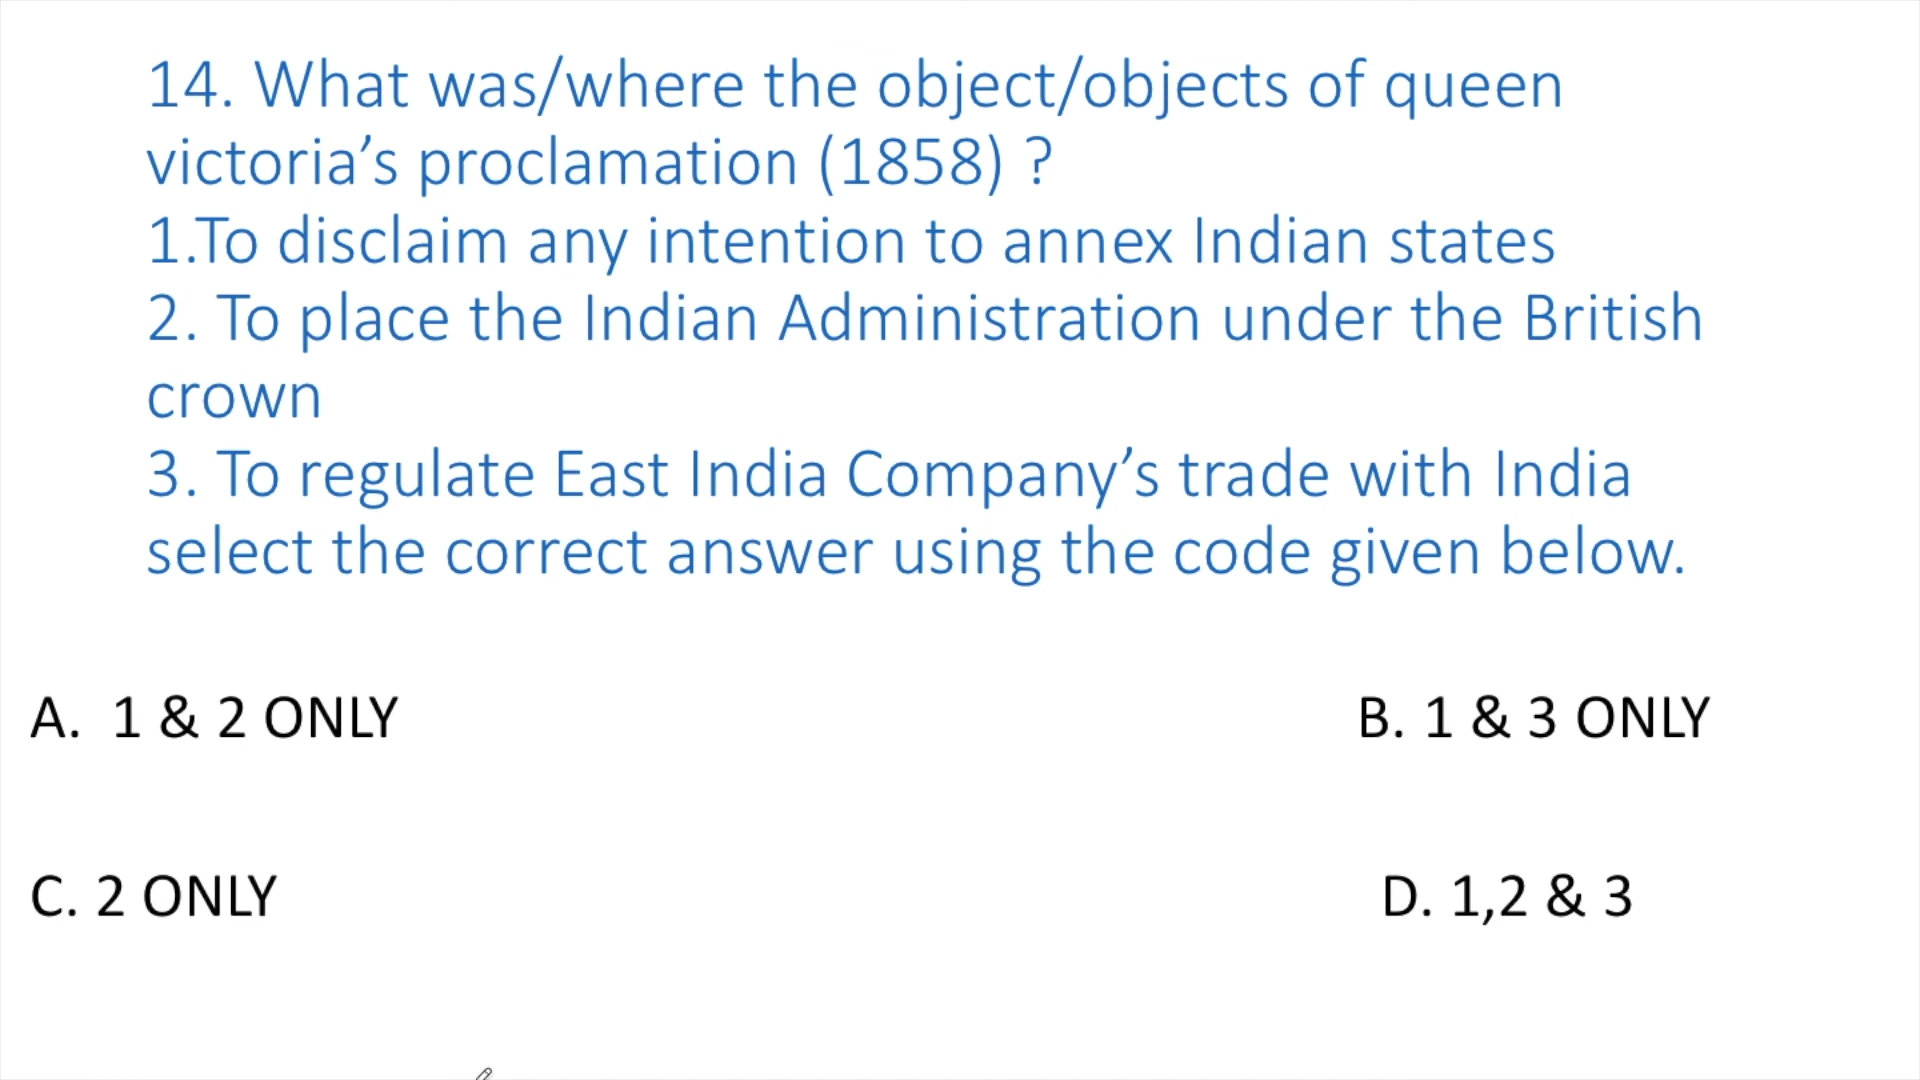 14. What was/where the object/objects of queen
victoria’s proclamation (1858) ?
1.To disclaim any intention to annex Indian states
2. To place the Indian Administration under the British
crown
3. To regulate East India Company’s trade with India
select the correct answer using the code given below.
A. 1 & 2 ONLY
B. 1 & 3 ONLY
C. 2 ONLY
D. 1,2 & 3